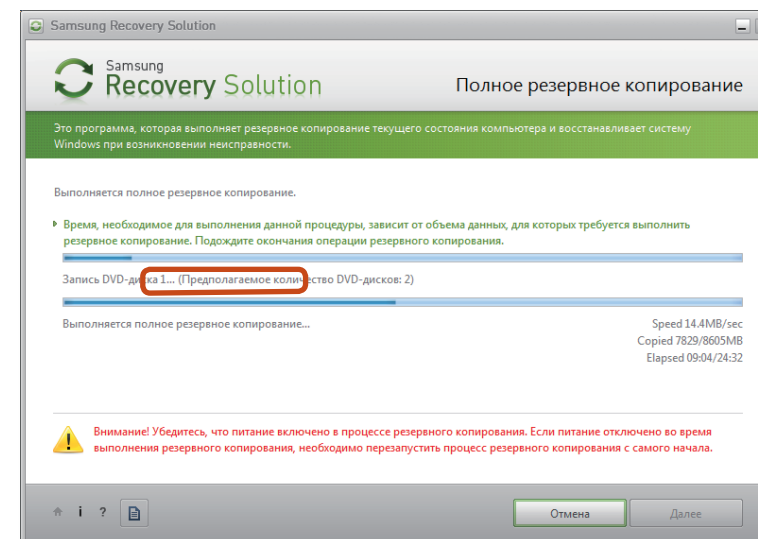 Samsung Recovery Solution
Samsung
Recovery Solution
Полное резервное копирование
Это программа, которая выполняет резервное копирование текущего состояния компьютера и восстанавливает систему
Windows при возникновении неисправности.
Выполняется полное резервное копирование.
Время, необходимое для выполнения данной процедуры, зависит от объема данных, для которых требуется выполнить
резервное копирование. Подождите окончания операции резервного копирования.
Запись DVD-диска 1... (Предполагаемое количество DVD-дисков: 2)
Выполняется полное резервное копирование...
Speed 14.4MB/sec
Copied 7829/8605MB
Elapsed 09:04/24:32
Внимание! Убедитесь, что питание включено в процессе резервного копирования. Если питание отключено во время
выполнения резервного копирования, необходимо перезапустить процесс резервного копирования с самого начала.
i ?
Отмена
Далее